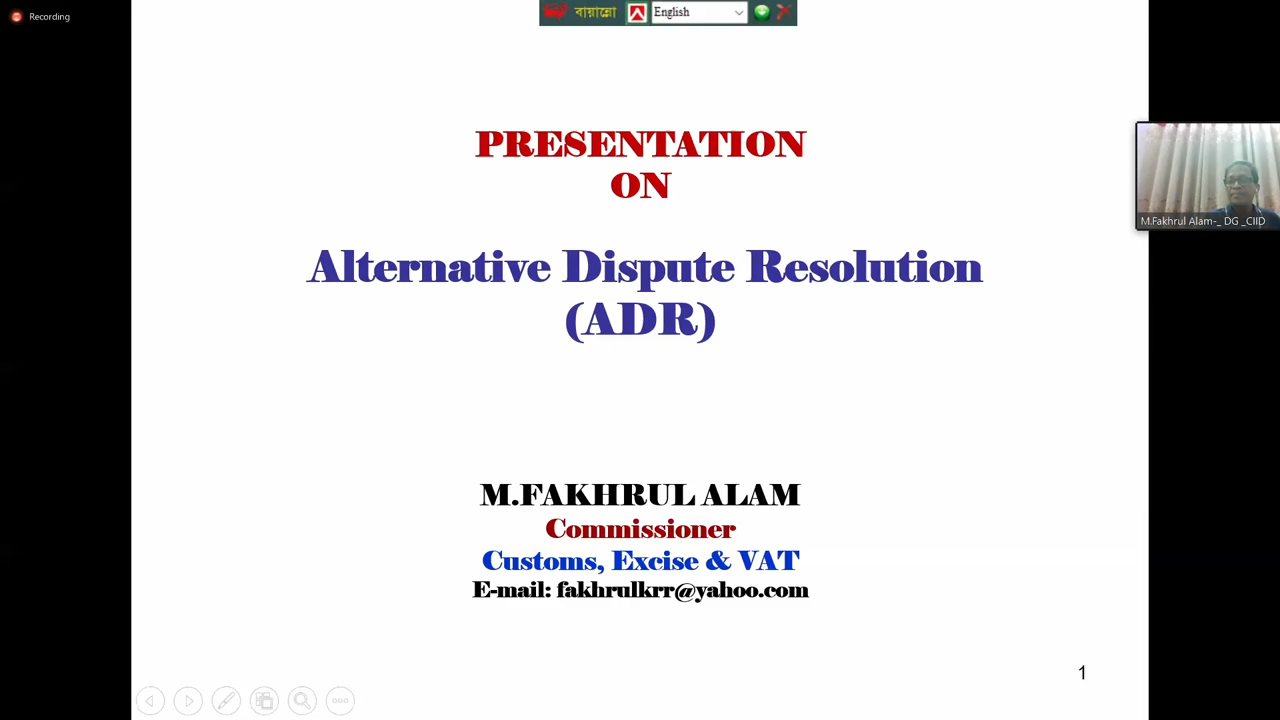 Recording
বায়ান্নো
English
PRESENTATION
ON
Alternative Dispute Resolution
(ADR)
M.Fakhrul Alam-_ DG _CIID
M.FAKHRUL ALAM
Commissioner
Customs, Excise & VAT
E-mail: fakhrulkrr@yahoo.com
1